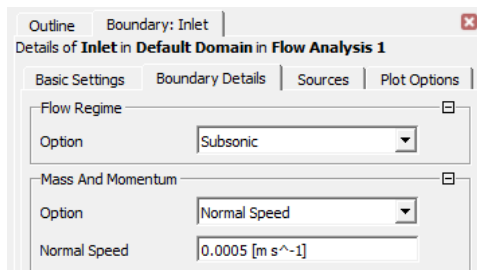 Outline Boundary: Inlet
Details of Inlet in Default Domain in Flow Analysis 1
Basic Settings Boundary Details Sources Plot Options
Flow Regime
Option Subsonic
Mass And Momentum
Option Normal Speed
Normal Speed 0.0005 [m s^-1]